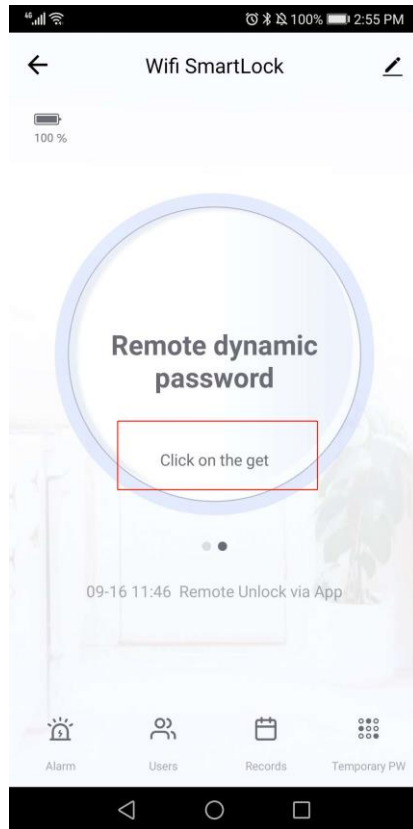 4G 100% 2:55 PM
Wifi SmartLock
100 %
Remote dynamic
password
Click on the get
09-16 11:46 Remote Unlock via App
Alarm Users Records Temporary PW